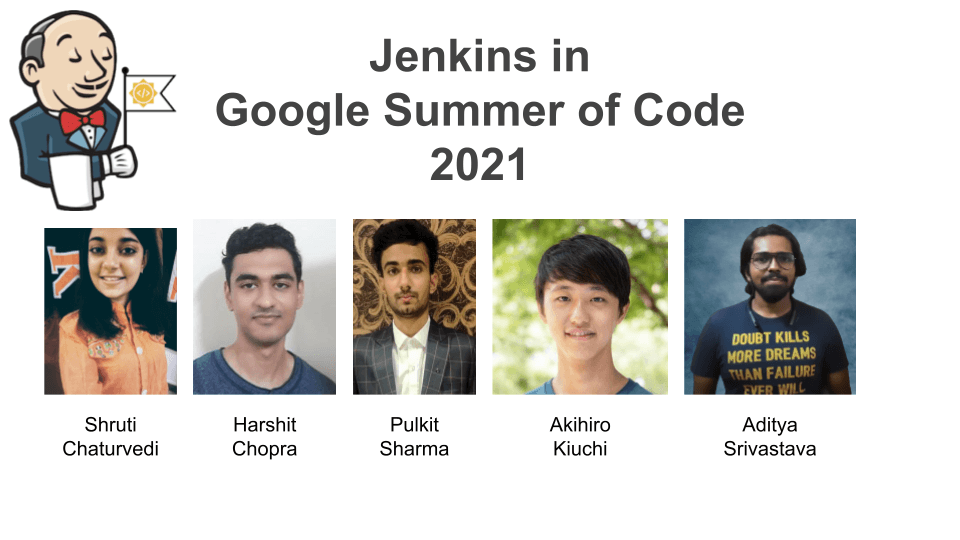 Jenkins in
Google Summer of Code
2021
DOUBT KILLS
MORE DREAMS
THAN FAILURE
EVER WILL
Shruti
Chaturvedi
Harshit
Chopra
Pulkit
Sharma
Akihiro
Kiuchi
Aditya
Srivastava